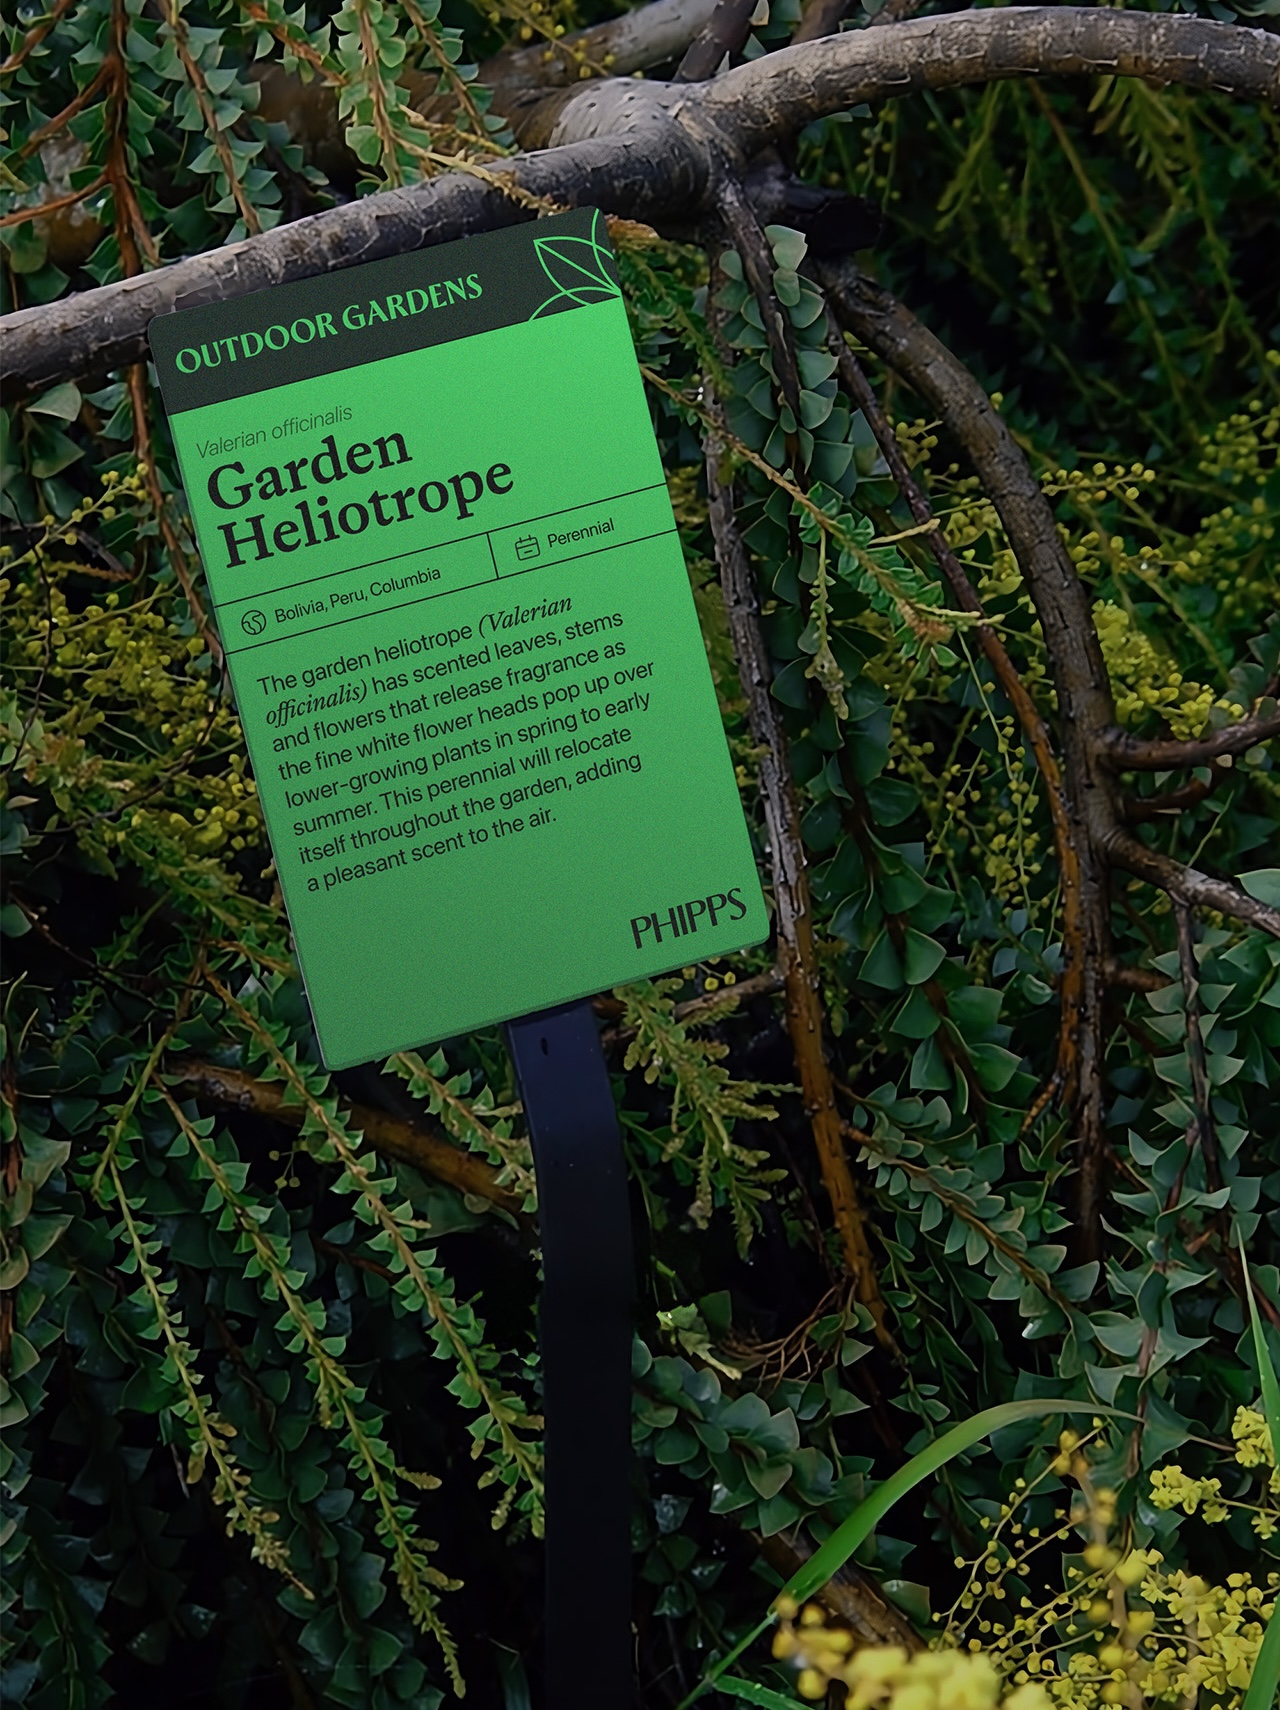 OUTDOOR GARDENS
Valerian officinalis
Garden
Heliotrope
Bolivia, Peru, Columbia
Perennial
The garden heliotrope (Valerian
officinalis) has scented leaves, stems
and flowers that release fragrance as
the fine white flower heads pop up over
lower-growing plants in spring to early
summer. This perennial will relocate
itself throughout the garden, adding
a pleasant scent to the air.
PHIPPS